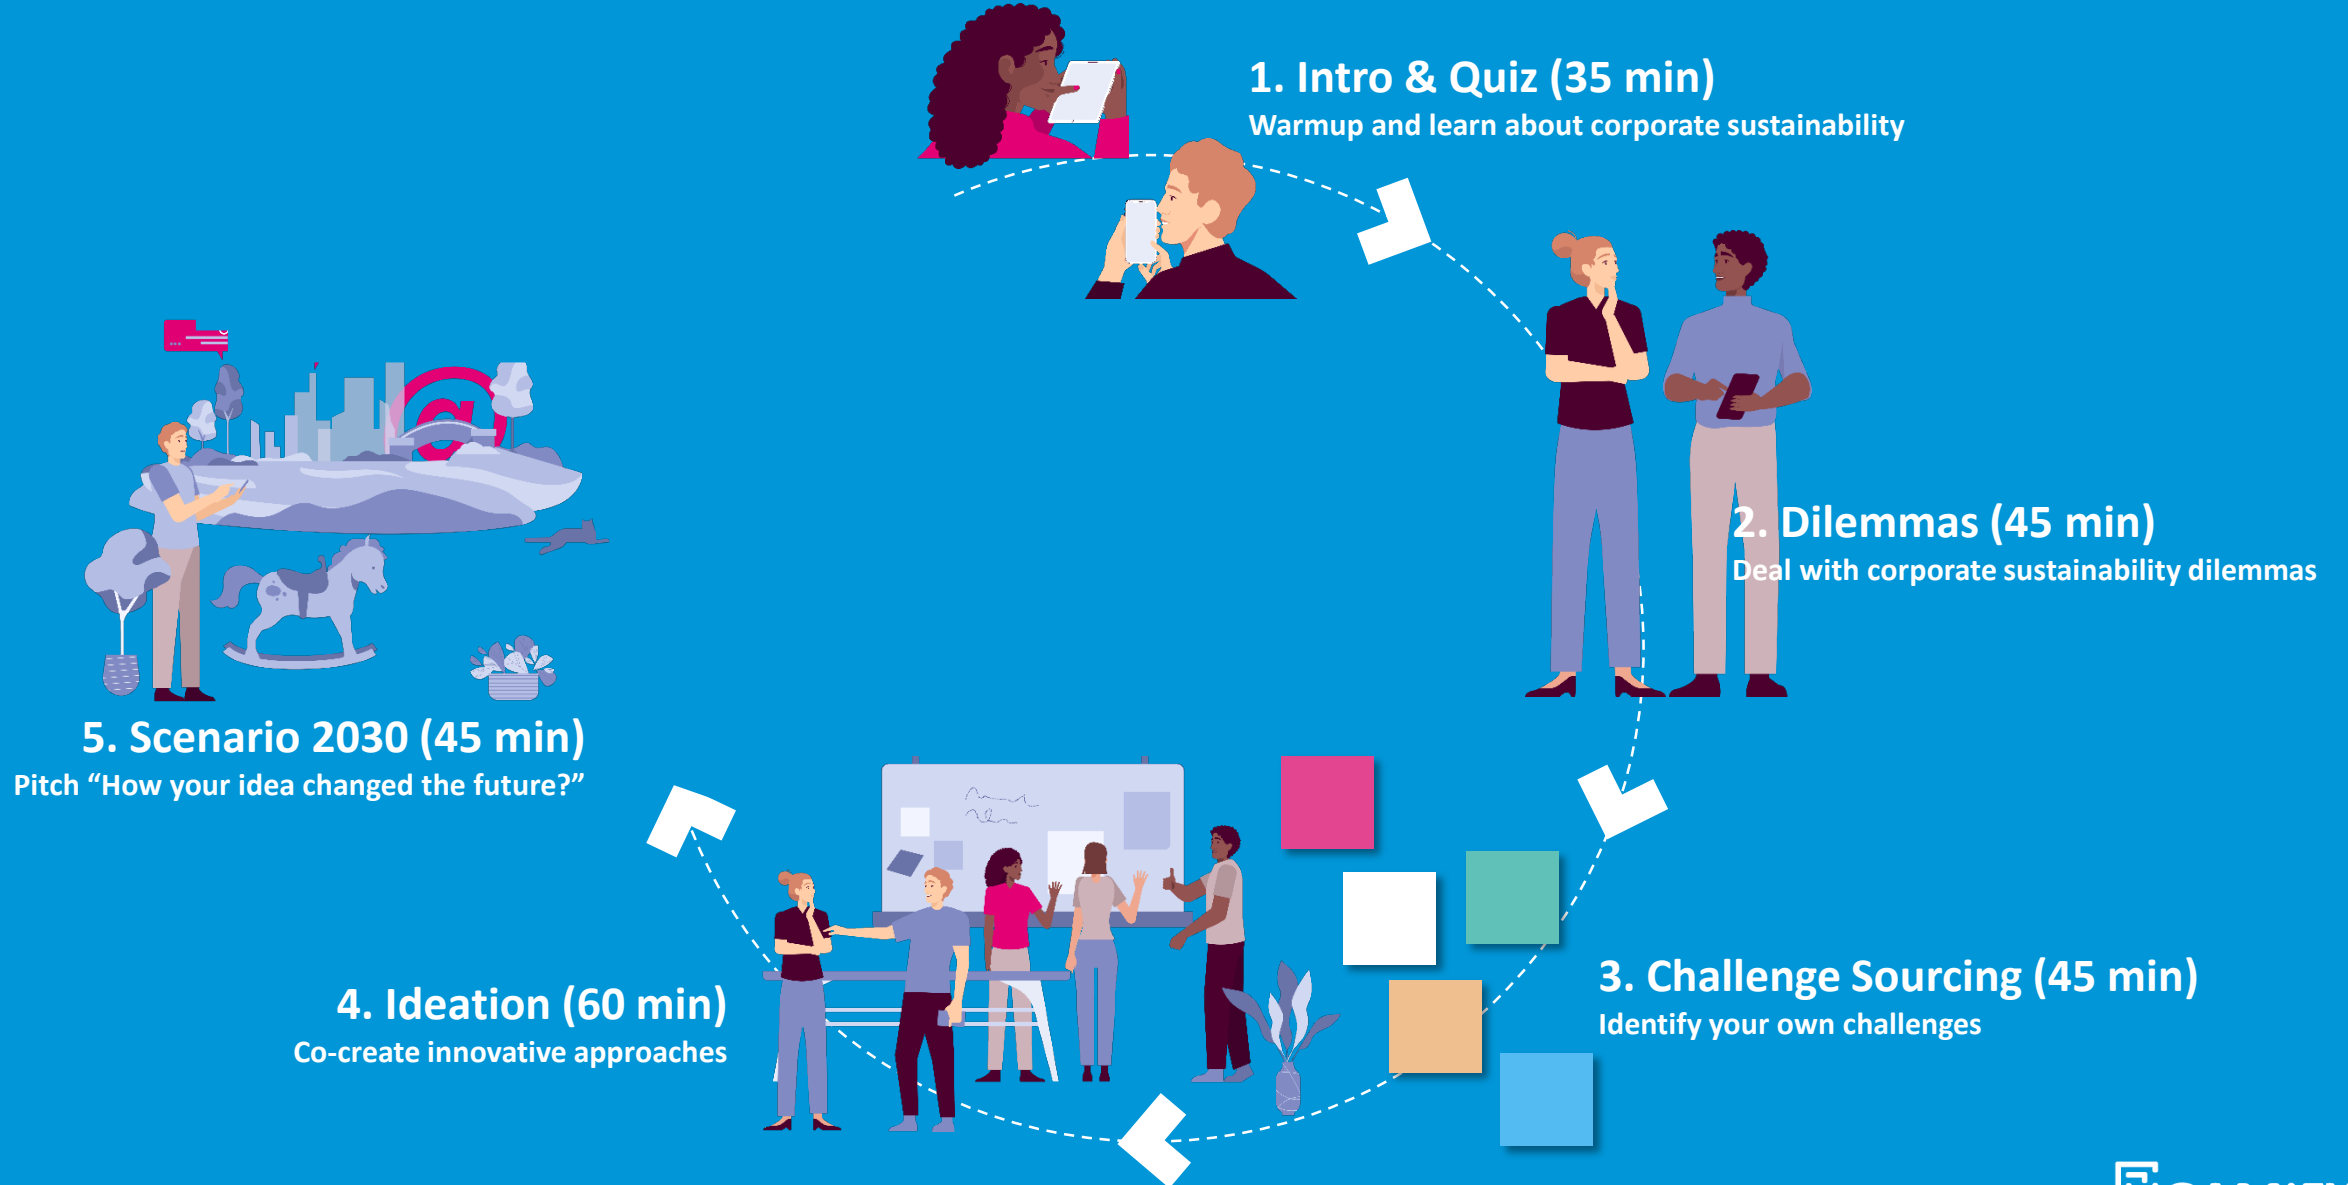 1. Intro & Quiz (35 min)
Warmup and learn about corporate sustainability
2. Dilemmas (45 min)
Deal with corporate sustainability dilemmas
3. Challenge Sourcing (45 min)
Identify your own challenges
4. Ideation (60 min)
Co-create innovative approaches
5. Scenario 2030 (45 min)
Pitch “How your idea changed the future?”
@